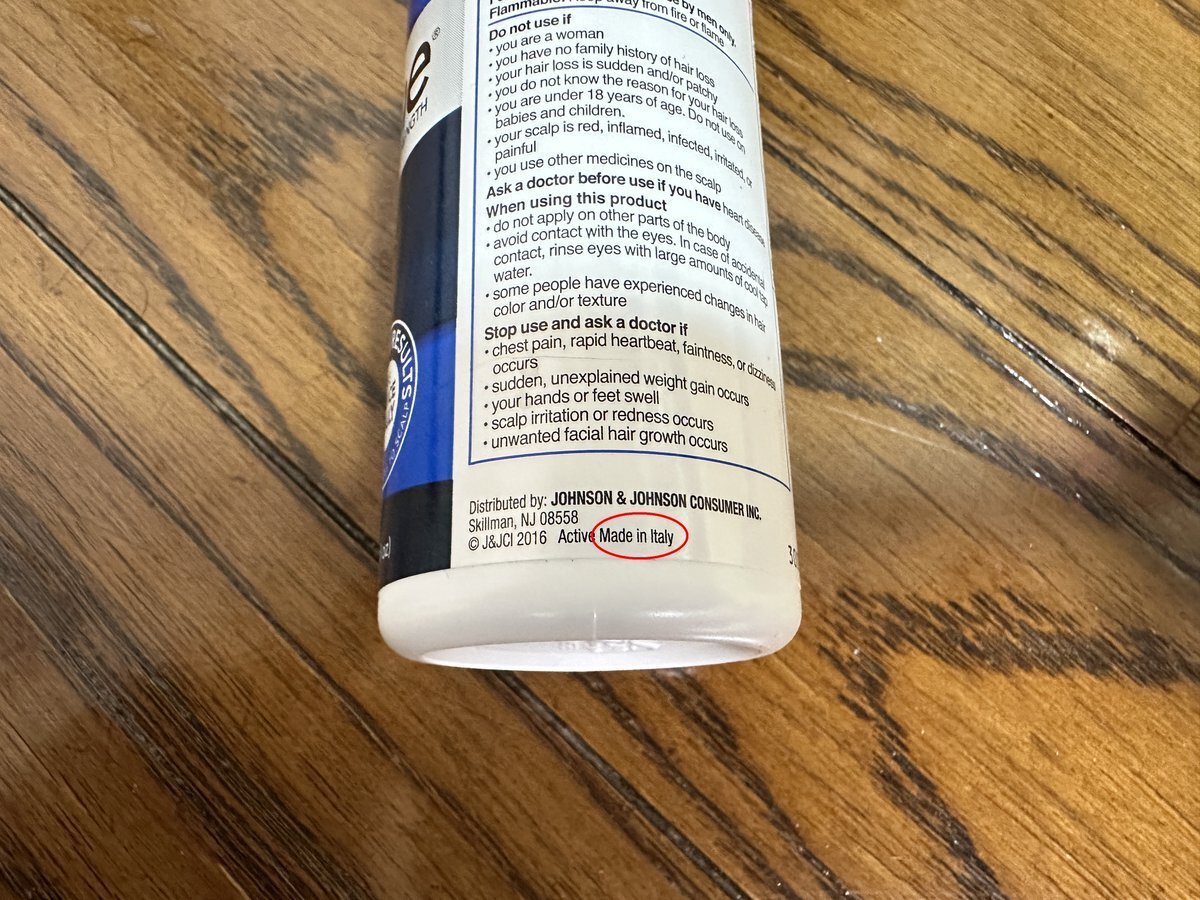 e®
NGTH
RESULTS
TO SCALP
by men only.
Flammable: Keep away from fire or flame
Do not use if
• you are a woman
• you have no family history of hair loss
• your hair loss is sudden and/or patchy
• you do not know the reason for your hair loss
• you are under 18 years of age. Do not use on
babies and children.
• your scalp is red, inflamed, infected, irritated, or
painful
• you use other medicines on the scalp
Ask a doctor before use if you have heart disease
When using this product
• do not apply on other parts of the body
• avoid contact with the eyes. In case of accidental
contact, rinse eyes with large amounts of cool tap
water.
• some people have experienced changes in hair
color and/or texture
Stop use and ask a doctor if
• chest pain, rapid heartbeat, faintness, or dizziness
occurs
• sudden, unexplained weight gain occurs
• your hands or feet swell
• scalp irritation or redness occurs
• unwanted facial hair growth occurs
Distributed by: JOHNSON & JOHNSON CONSUMER INC.
Skillman, NJ 08558
© J&JCI 2016 Active Made in Italy